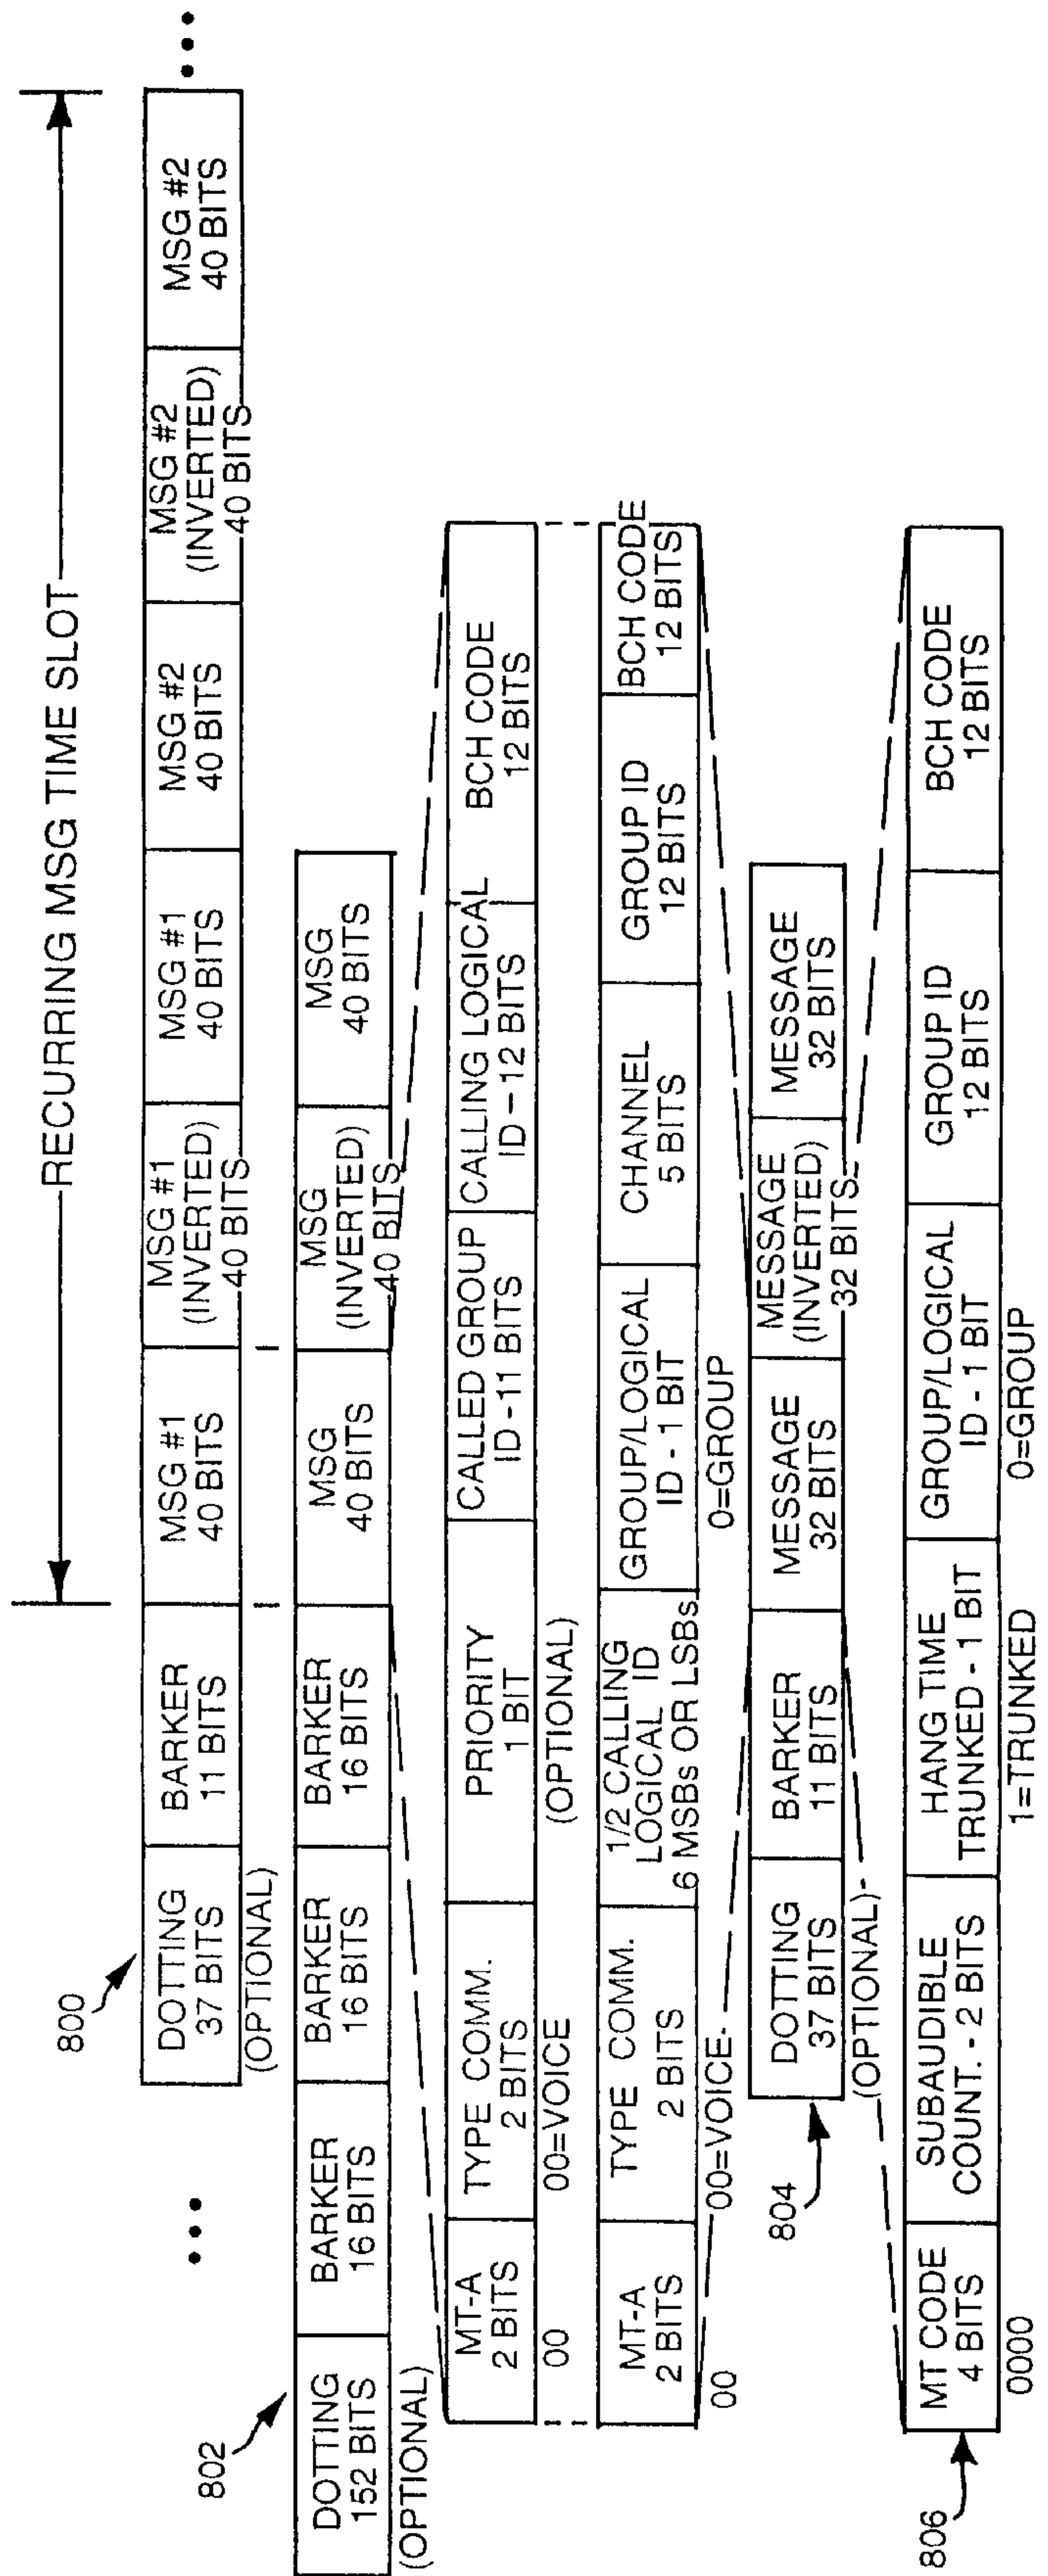 RECURRING MSG TIME SLOT
800
DOTTING
37 BITS
(OPTIONAL)
BARKER
11 BITS
MSG #1
40 BITS
MSG #1
(INVERTED)
40 BITS
MSG #1
40 BITS
MSG #2
40 BITS
MSG #2
(INVERTED)
40 BITS
MSG #2
40 BITS
802
DOTTING
152 BITS
(OPTIONAL)
BARKER
16 BITS
BARKER
16 BITS
BARKER
16 BITS
MSG
40 BITS
MSG
(INVERTED)
40 BITS
MSG
40 BITS
MT-A
2 BITS
00
TYPE COMM.
2 BITS
00=VOICE
PRIORITY
1 BIT
(OPTIONAL)
CALLED GROUP
ID-11 BITS
CALLING LOGICAL
ID-12 BITS
BCH CODE
12 BITS
MT-A
2 BITS
00
TYPE COMM.
2 BITS
00=VOICE
1/2 CALLING
LOGICAL ID
6 MSBs OR LSBs
GROUP/LOGICAL
ID - 1 BIT
0=GROUP
CHANNEL
5 BITS
GROUP ID
12 BITS
BCH CODE
12 BITS
804
DOTTING
37 BITS
(OPTIONAL)
BARKER
11 BITS
MESSAGE
32 BITS
MESSAGE
(INVERTED)
32 BITS
MESSAGE
32 BITS
806
MT CODE
4 BITS
0000
SUBAUDIBLE
COUNT. - 2 BITS
HANG TIME
TRUNKED - 1 BIT
1=TRUNKED
GROUP/LOGICAL
ID - 1 BIT
0=GROUP
GROUP ID
12 BITS
BCH CODE
12 BITS